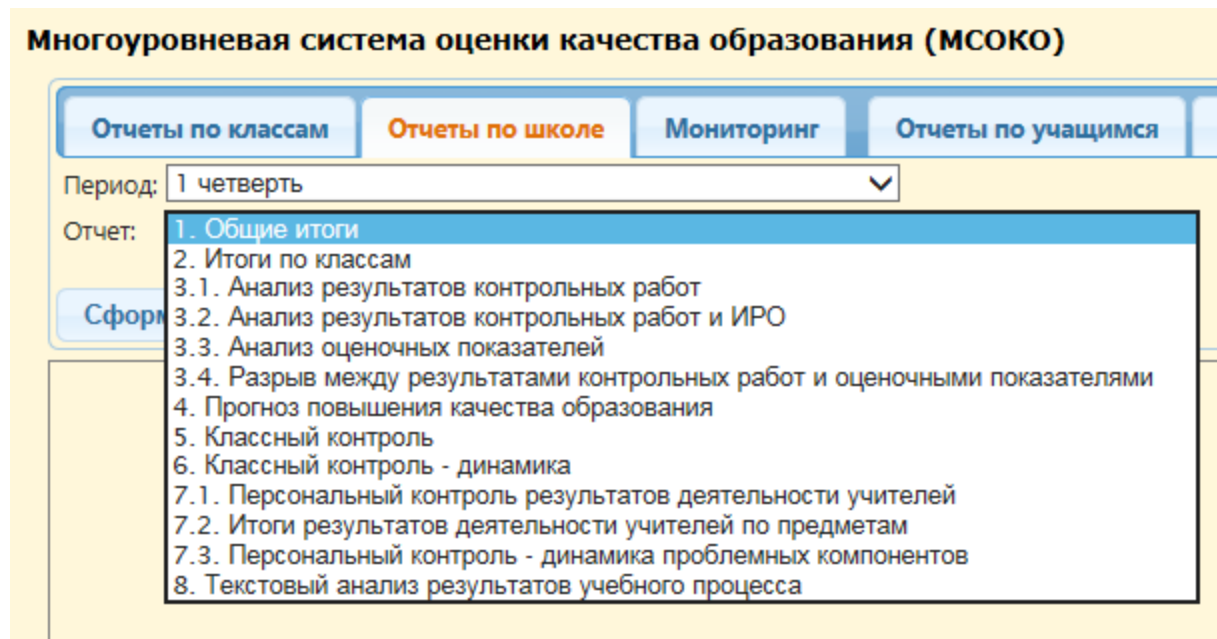 Многоуровневая система оценки качества образования (МСОКО)
Отчеты по классам Отчеты по школе Мониторинг Отчеты по учащимся
Период: 1 четверть
Отчет: 1. Общие итоги
2. Итоги по классам
3.1. Анализ результатов контрольных работ
3.2. Анализ результатов контрольных работ и ИРО
3.3. Анализ оценочных показателей
3.4. Разрыв между результатами контрольных работ и оценочными показателями
4. Прогноз повышения качества образования
5. Классный контроль
6. Классный контроль - динамика
7.1. Персональный контроль результатов деятельности учителей
7.2. Итоги результатов деятельности учителей по предметам
7.3. Персональный контроль - динамика проблемных компонентов
8. Текстовый анализ результатов учебного процесса